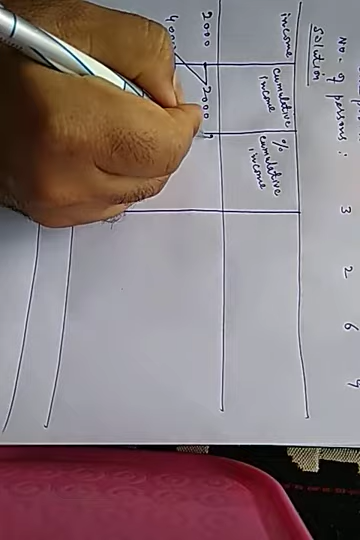 No. of persons : 3 2 6 4
Solution
income cumulative income % cumulative income
2000 2000